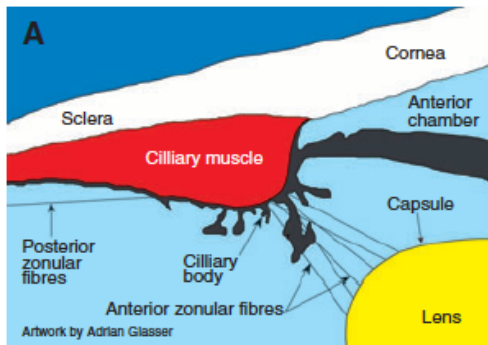 A
Cornea
Sclera
Anterior
chamber
Cilliary muscle
Capsule
Posterior
zonular
fibres
Cilliary
body
Anterior zonular fibres
Lens
Artwork by Adrian Glasser